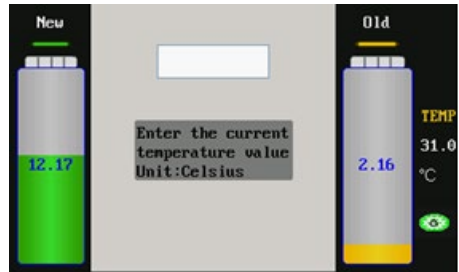 New
Old
12.17
Enter the current
temperature value
Unit:Celsius
2.16
TEMP
31.0
°C